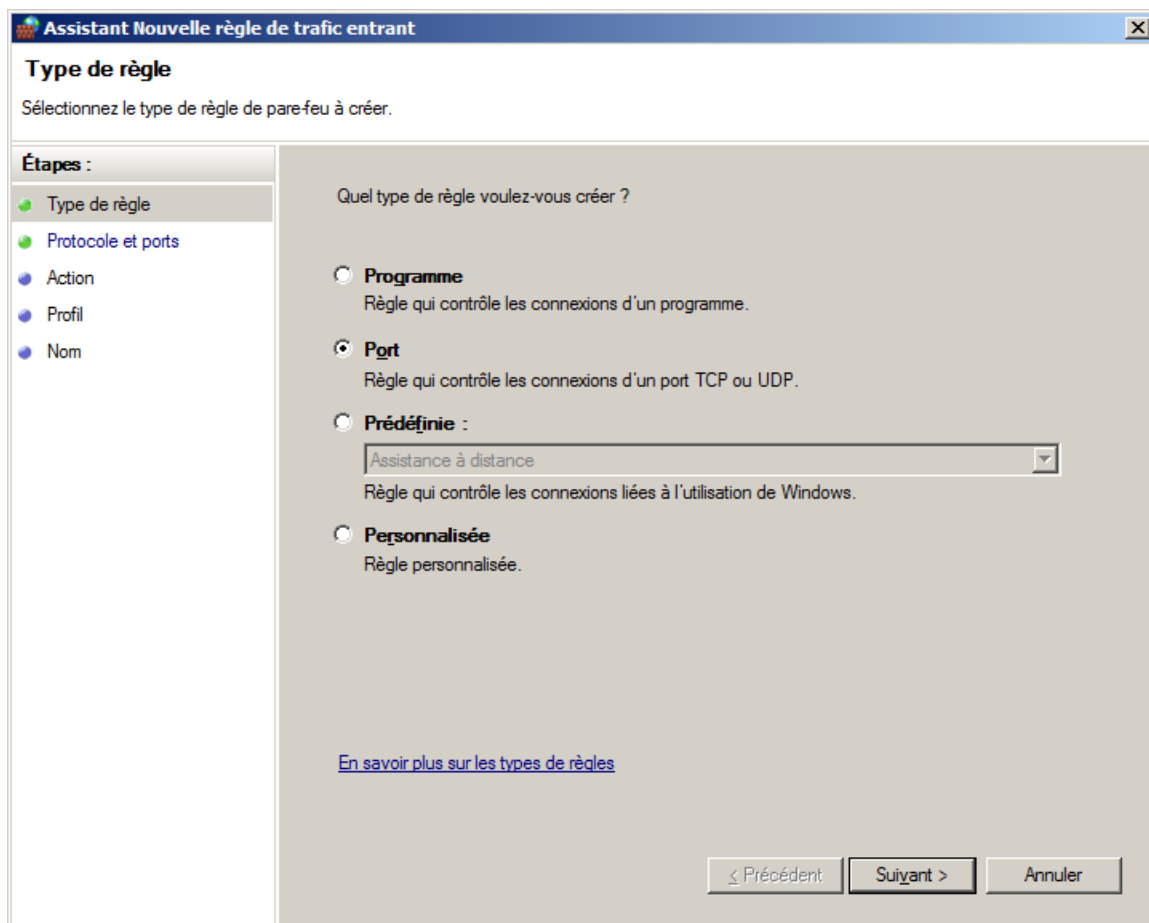 Assistant Nouvelle règle de trafic entrant
Type de règle
Sélectionnez le type de règle de pare-feu à créer.
Étapes :
Type de règle
Protocole et ports
Action
Profil
Nom
Quel type de règle voulez-vous créer ?
Programme
Règle qui contrôle les connexions d'un programme.
Port
Règle qui contrôle les connexions d'un port TCP ou UDP.
Prédéfinie :
Assistance à distance
Règle qui contrôle les connexions liées à l'utilisation de Windows.
Personnalisée
Règle personnalisée.
En savoir plus sur les types de règles
< Précédent
Suivant >
Annuler